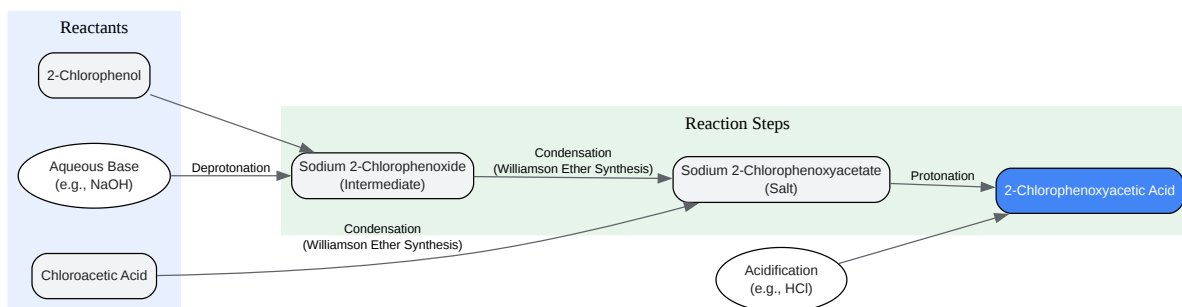 Reactants
2-Chlorophenol
Aqueous Base
(e.g., NaOH)
Chloroacetic Acid
Deprotonation
Reaction Steps
Sodium 2-Chlorophenoxide
(Intermediate)
Condensation
(Williamson Ether Synthesis)
Condensation
(Williamson Ether Synthesis)
Sodium 2-Chlorophenoxyacetate
(Salt)
Protonation
2-Chlorophenoxyacetic Acid
Acidification
(e.g., HCl)